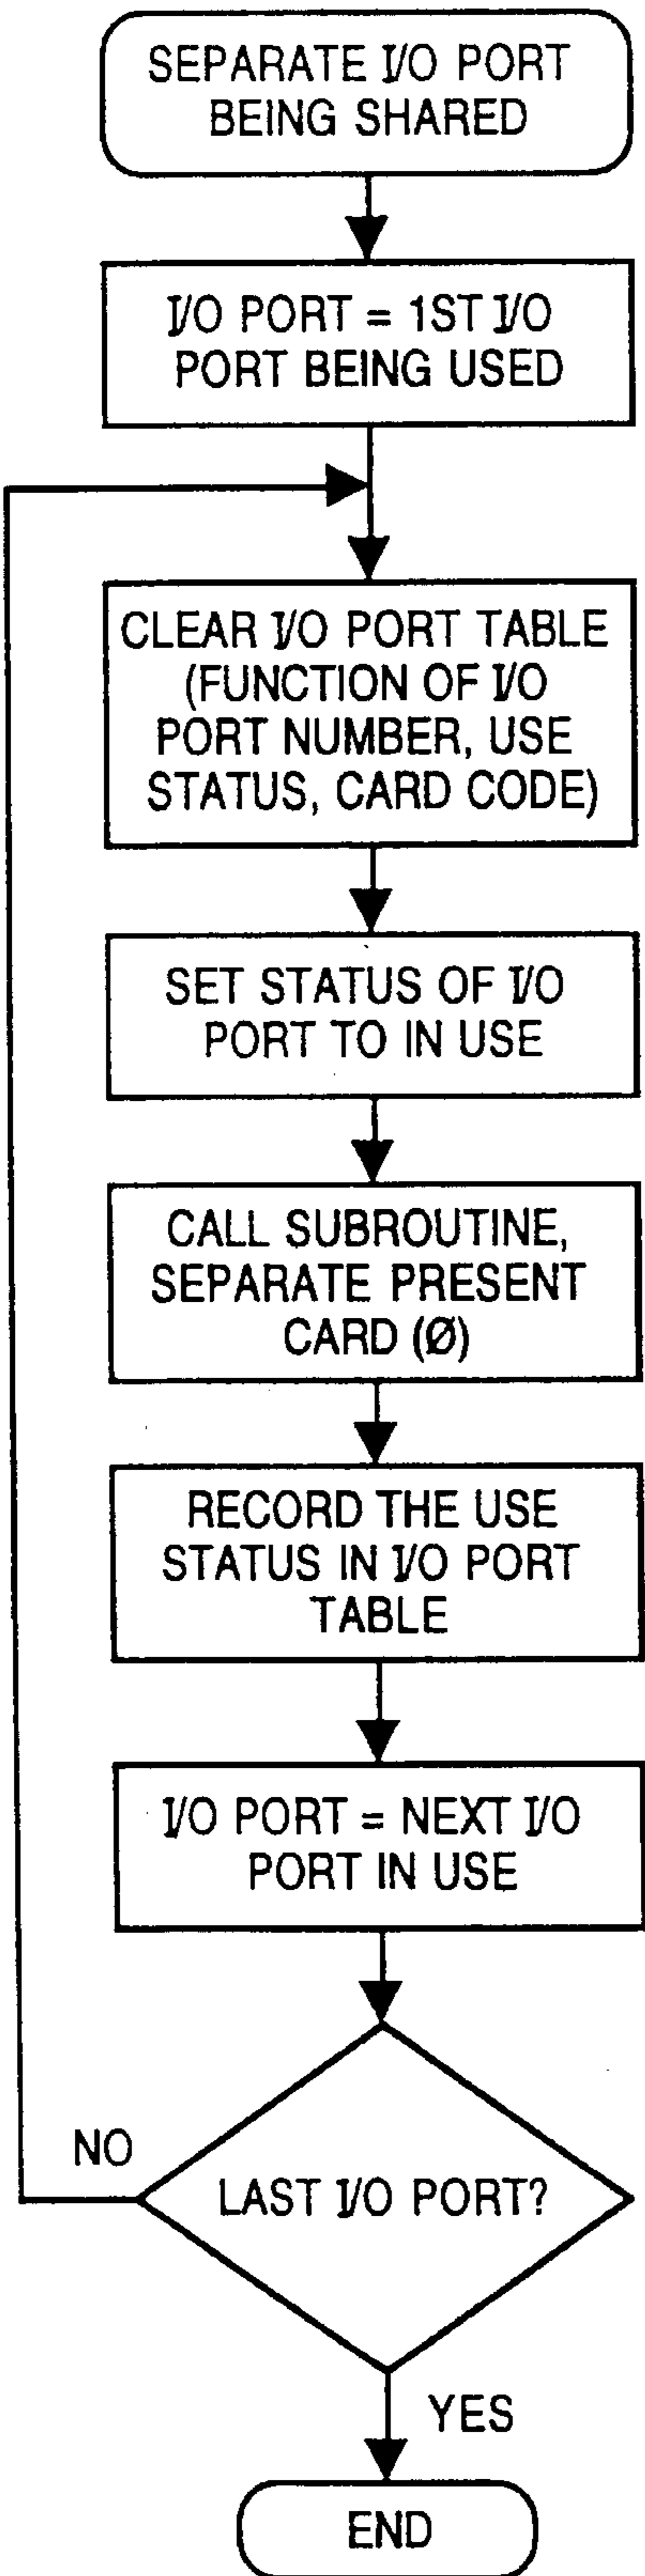 SEPARATE I/O PORT
BEING SHARED
I/O PORT = 1ST I/O
PORT BEING USED
CLEAR I/O PORT TABLE
(FUNCTION OF I/O
PORT NUMBER, USE
STATUS, CARD CODE)
SET STATUS OF I/O
PORT TO IN USE
CALL SUBROUTINE,
SEPARATE PRESENT
CARD (Ø)
RECORD THE USE
STATUS IN I/O PORT
TABLE
I/O PORT = NEXT I/O
PORT IN USE
NO
LAST I/O PORT?
YES
END